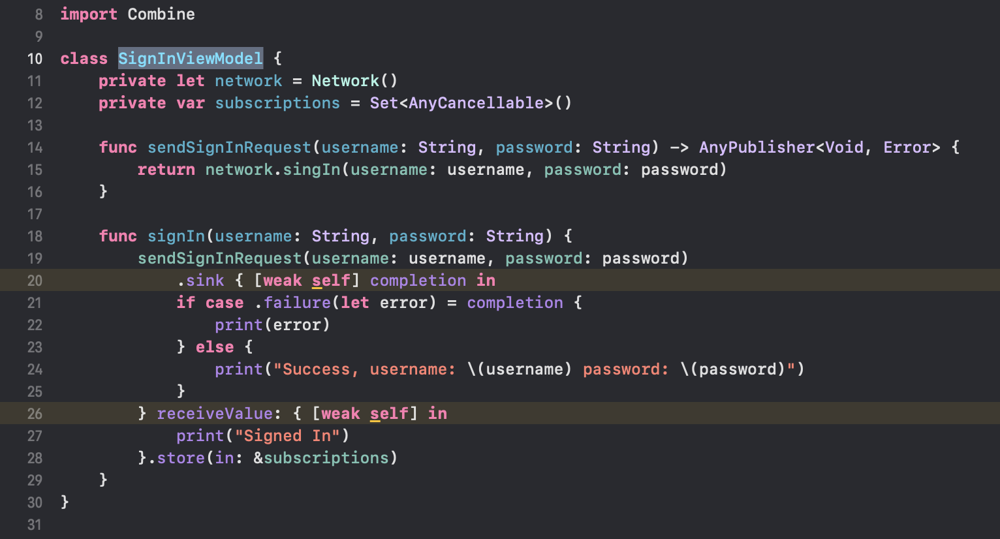 8 import Combine
9
10 class SignInViewModel {
11     private let network = Network()
12     private var subscriptions = Set<AnyCancellable>()
13
14     func sendSignInRequest(username: String, password: String) -> AnyPublisher<Void, Error> {
15         return network.singIn(username: username, password: password)
16     }
17
18     func signIn(username: String, password: String) {
19         sendSignInRequest(username: username, password: password)
20             .sink { [weak self] completion in
21             if case .failure(let error) = completion {
22                 print(error)
23             } else {
24                 print("Success, username: \(username) password: \(password)")
25             }
26         } receiveValue: { [weak self] in
27             print("Signed In")
28         }.store(in: &subscriptions)
29     }
30 }
31